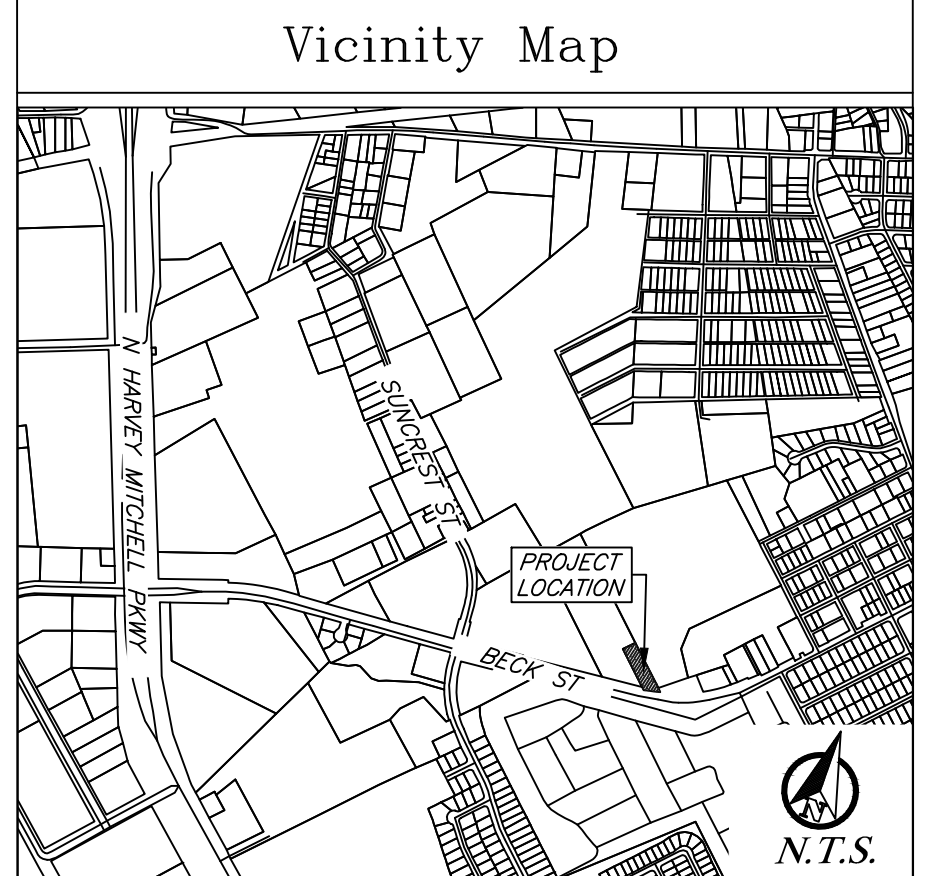 Vicinity Map
N HARVEY MITCHELL PKWY
SUNCREST ST
PROJECT
LOCATION
BECK ST
N
N.T.S.